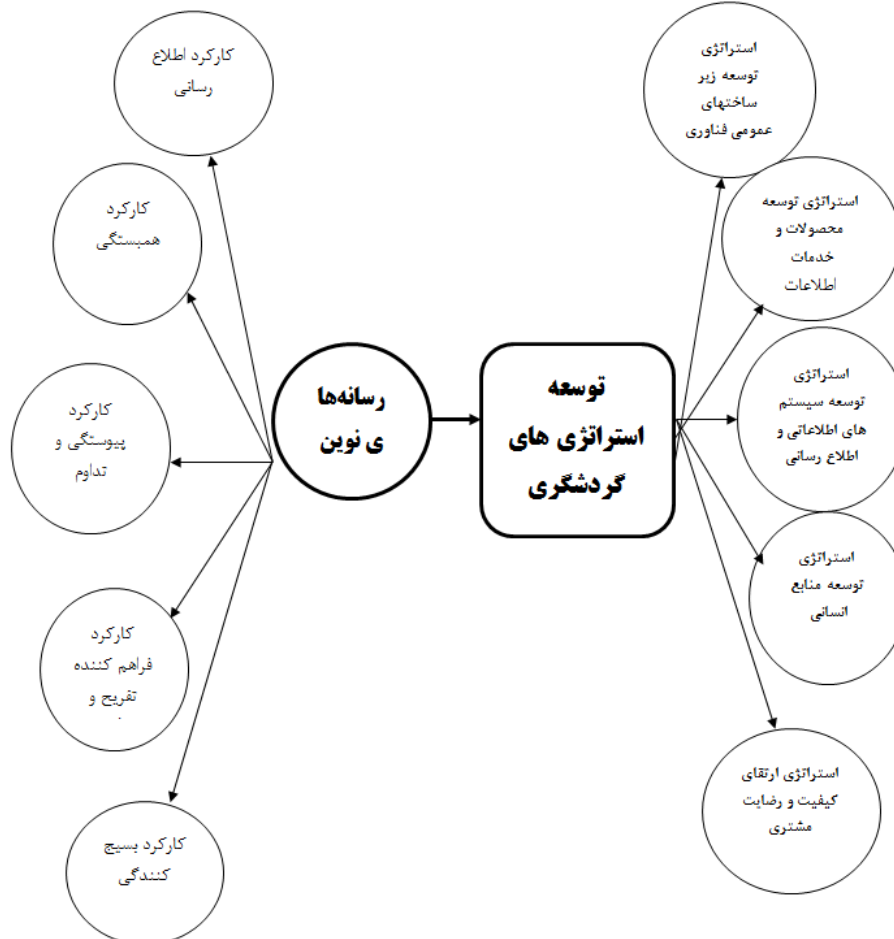 کارکرد اطلاع
رسانی
کارکرد
همبستگی
کارکرد
پیوستگی و
تداوم
کارکرد
فراهم کننده
تفریح و
کارکرد بسیج
کنندگی
رسانه‌ها
ی نوین
توسعه
استراتژی های
گردشگری
استراتژی
توسعه زیر
ساختهای
عمومی فناوری
استراتژی توسعه
محصولات و
خدمات
اطلاعات
استراتژی
توسعه سیستم
های اطلاعاتی و
اطلاع رسانی
استراتژی
توسعه منابع
انسانی
استراتژی ارتقای
کیفیت و رضایت
مشتری